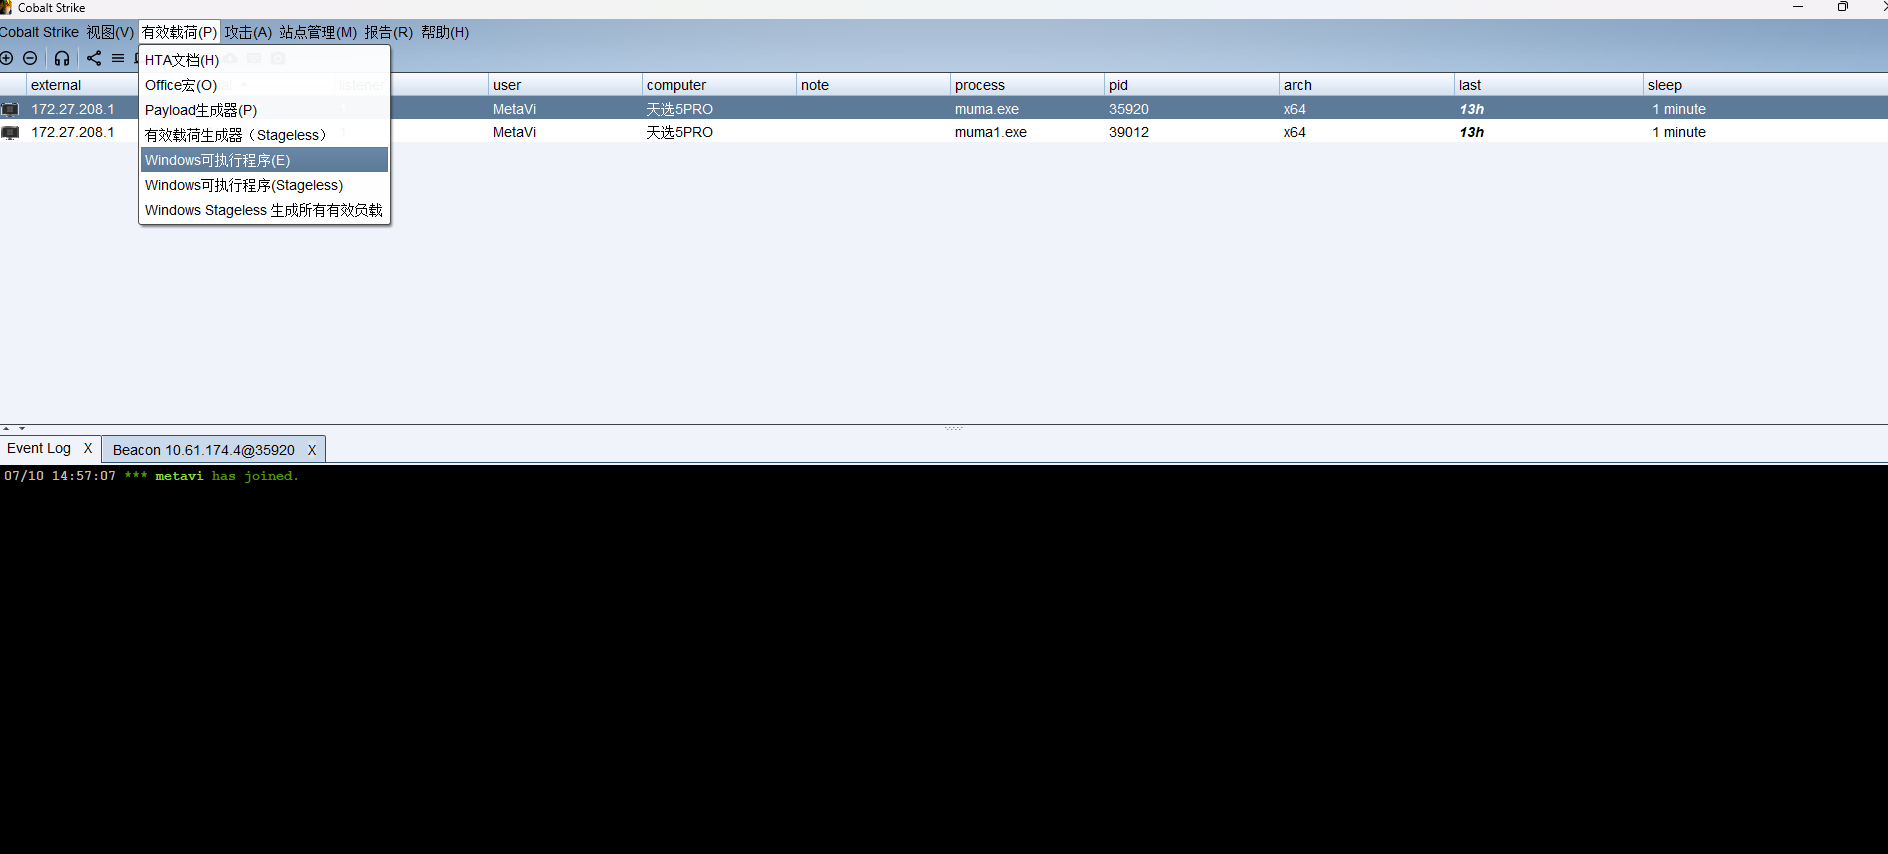 Cobalt Strike
Cobalt Strike 视图(V) 有效载荷(P) 攻击(A) 站点管理(M) 报告(R) 帮助(H)
HTA文档(H)
Office宏(O)
Payload生成器(P)
有效载荷生成器（Stageless）
Windows可执行程序(E)
Windows可执行程序(Stageless)
Windows Stageless 生成所有有效负载
external listener user computer note process pid arch last sleep
172.27.208.1 MetaVi 天选5PRO muma.exe 35920 x64 13h 1 minute
172.27.208.1 MetaVi 天选5PRO muma1.exe 39012 x64 13h 1 minute
Event Log X Beacon 10.61.174.4@35920 X
07/10 14:57:07 *** metavi has joined.